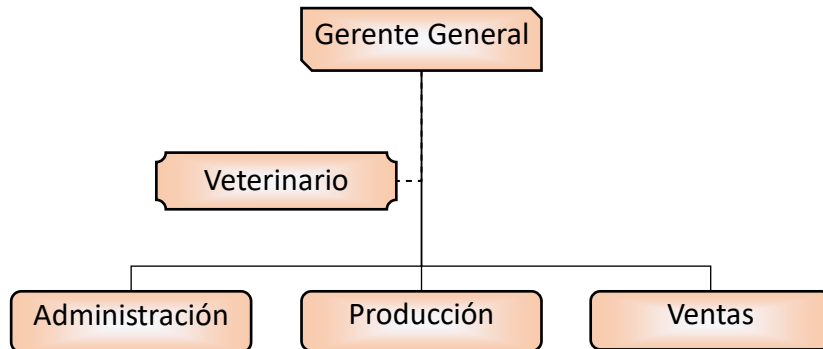 Gerente General
Veterinario
Administración
Producción
Ventas